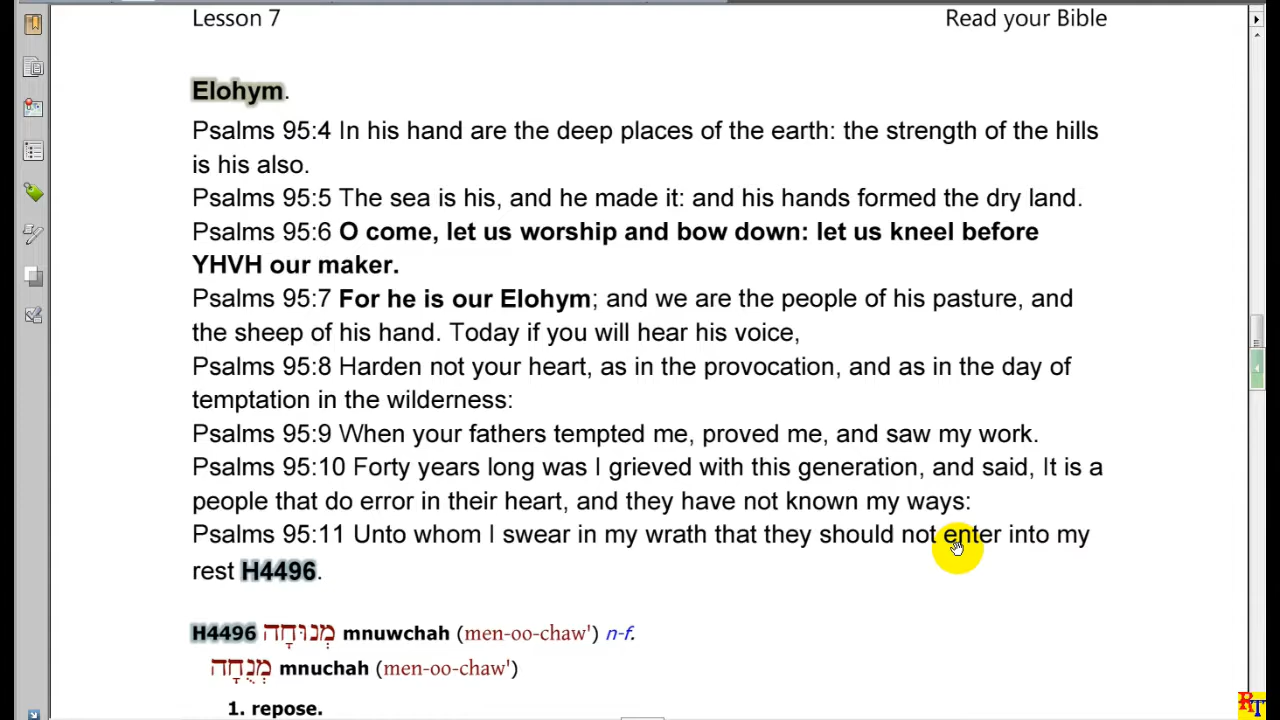 Lesson 7
Read your Bible
Elohym.
Psalms 95:4 In his hand are the deep places of the earth: the strength of the hills
is his also.
Psalms 95:5 The sea is his, and he made it: and his hands formed the dry land.
Psalms 95:6 O come, let us worship and bow down: let us kneel before
YHVH our maker.
Psalms 95:7 For he is our Elohym; and we are the people of his pasture, and
the sheep of his hand. Today if you will hear his voice,
Psalms 95:8 Harden not your heart, as in the provocation, and as in the day of
temptation in the wilderness:
Psalms 95:9 When your fathers tempted me, proved me, and saw my work.
Psalms 95:10 Forty years long was I grieved with this generation, and said, It is a
people that do error in their heart, and they have not known my ways:
Psalms 95:11 Unto whom I swear in my wrath that they should not enter into my
rest H4496.
H4496 מְנוּחָה mnuwchah (men-oo-chaw') n-f.
מְנֻחָה mnuchah (men-oo-chaw')
1. repose.
RT